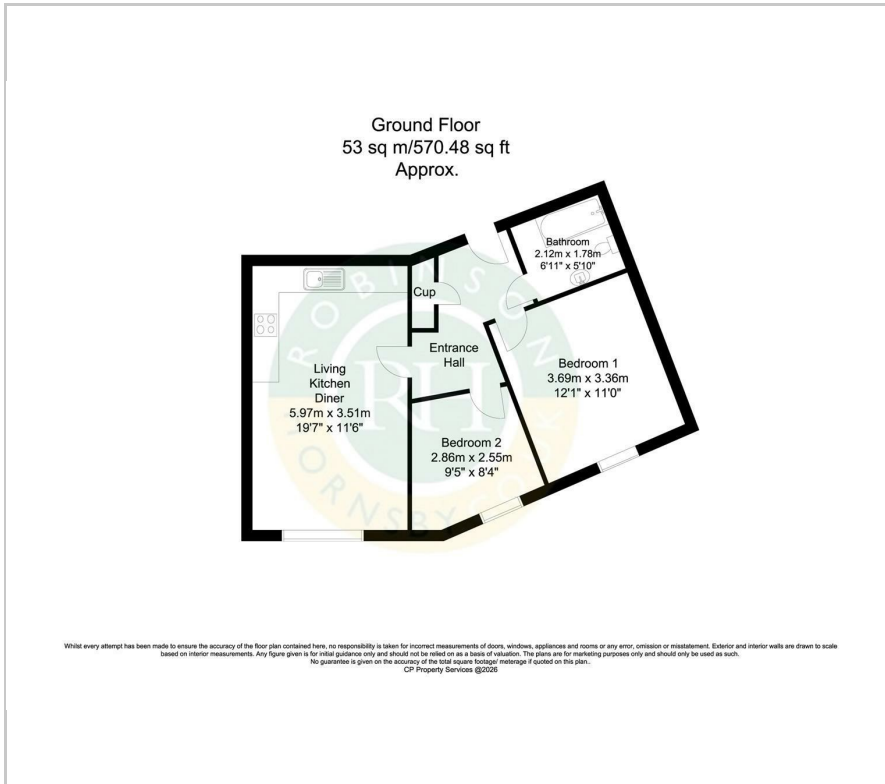 Ground Floor
53 sq m/570.48 sq ft
Approx.
Bathroom
2.12m x 1.78m
6'11" x 5'10"
Cup
Entrance
Hall
Living
Kitchen
Diner
5.97m x 3.51m
19'7" x 11'6"
Bedroom 1
3.69m x 3.36m
12'1" x 11'0"
Bedroom 2
2.86m x 2.55m
9'5" x 8'4"
ROBINSON
RH
HORNSBY COOK
Whilst every attempt has been made to ensure the accuracy of the floor plan contained here, no responsibility is taken for incorrect measurements of doors, windows, appliances and rooms or any error, omission or misstatement. Exterior and interior walls are drawn to scale
based on interior measurements. Any figure given is for initial guidance only and should not be relied on as a basis of valuation. The plans are for marketing purposes only and should only be used as such.
No guarantee is given on the accuracy of the total square footage/ meterage if quoted on this plan..
CP Property Services @2026